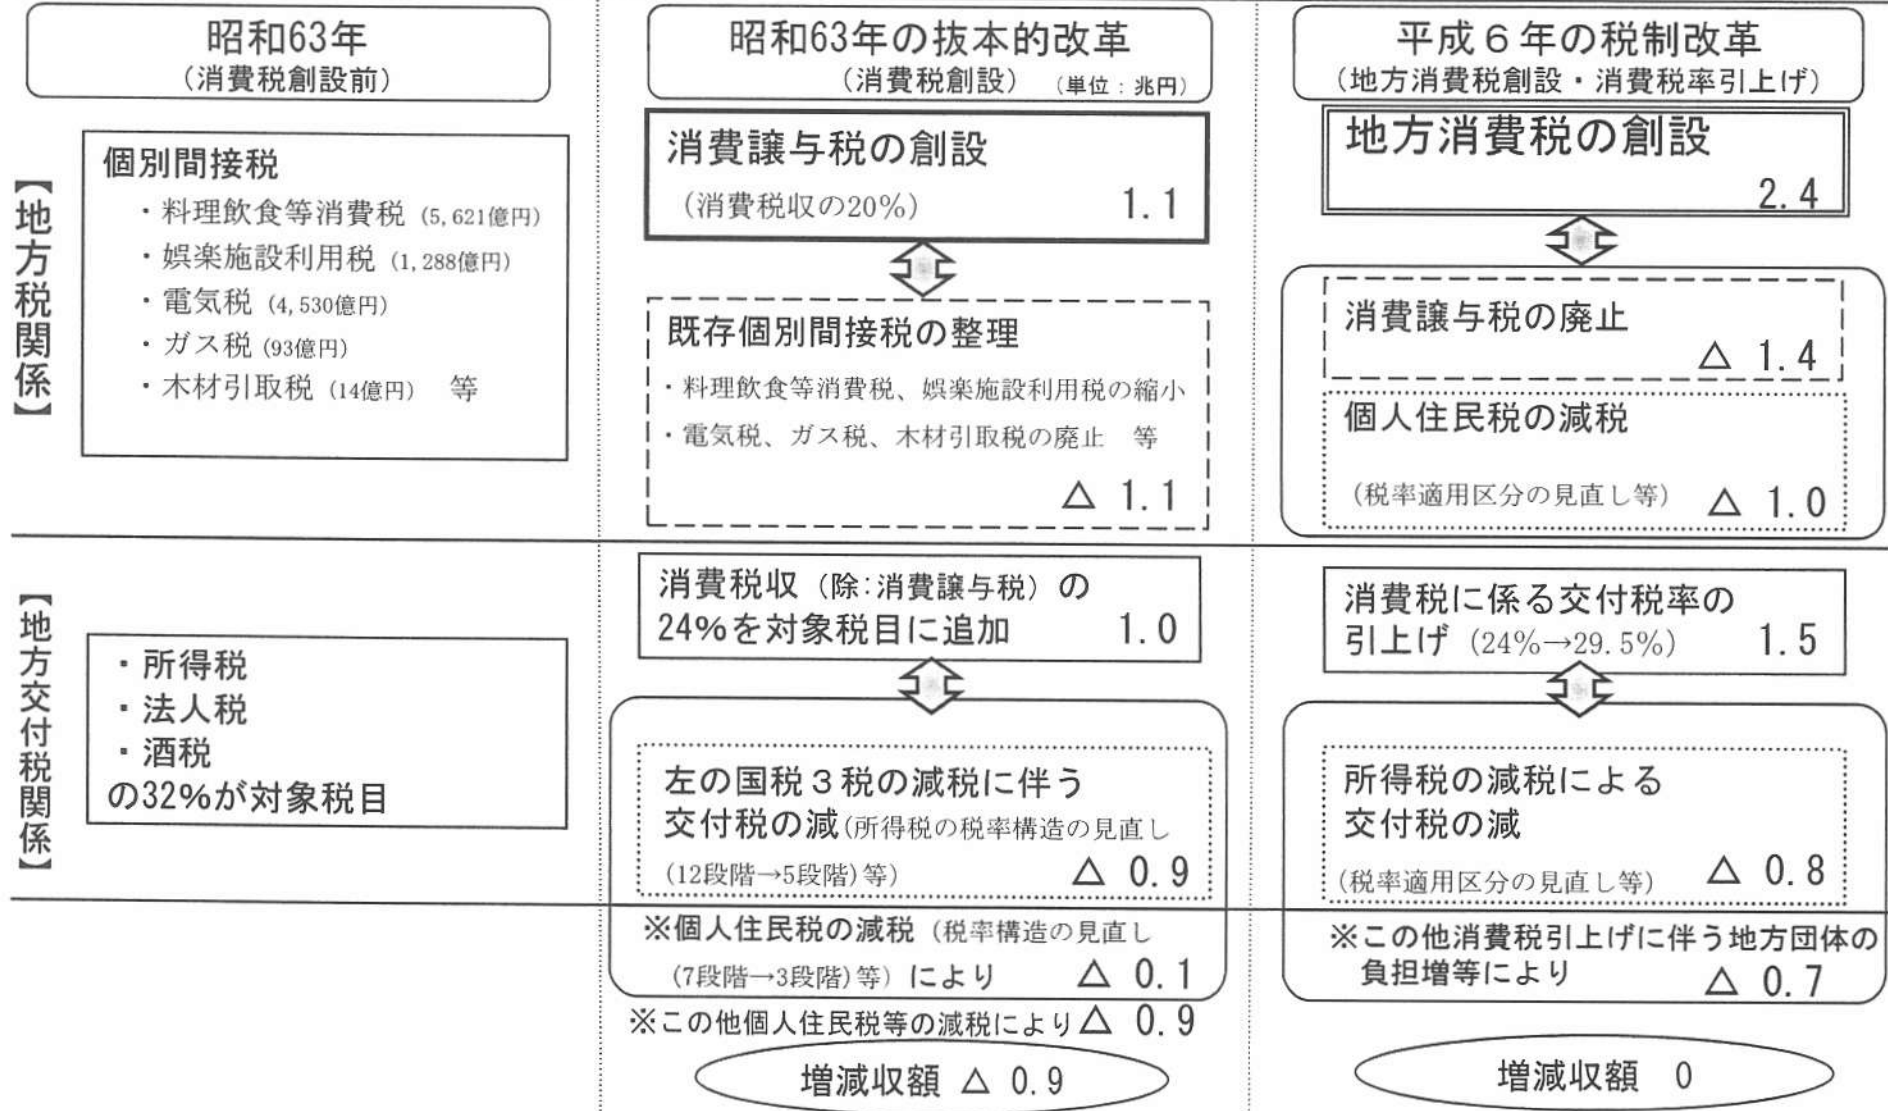 昭和63年
（消費税創設前）
昭和63年の抜本的改革
（消費税創設）（単位：兆円）
平成６年の税制改革
（地方消費税創設・消費税率引上げ）
【地方税関係】
個別間接税
・料理飲食等消費税 (5,621億円)
・娯楽施設利用税 (1,288億円)
・電気税 (4,530億円)
・ガス税 (93億円)
・木材引取税 (14億円)　等
消費譲与税の創設
（消費税収の20%） 1.1
既存個別間接税の整理
・料理飲食等消費税、娯楽施設利用税の縮小
・電気税、ガス税、木材引取税の廃止　等
△ 1.1
地方消費税の創設
2.4
消費譲与税の廃止
△ 1.4
個人住民税の減税
（税率適用区分の見直し等） △ 1.0
【地方交付税関係】
・所得税
・法人税
・酒税
の32%が対象税目
消費税収（除:消費譲与税）の
24%を対象税目に追加 1.0
左の国税３税の減税に伴う
交付税の減(所得税の税率構造の見直し
(12段階→5段階)等) △ 0.9
※個人住民税の減税（税率構造の見直し
(7段階→3段階)等）により △ 0.1
※この他個人住民税等の減税により△ 0.9
増減収額 △ 0.9
消費税に係る交付税率の
引上げ（24%→29.5%） 1.5
所得税の減税による
交付税の減
（税率適用区分の見直し等） △ 0.8
※この他消費税引上げに伴う地方団体の
負担増等により △ 0.7
増減収額　0